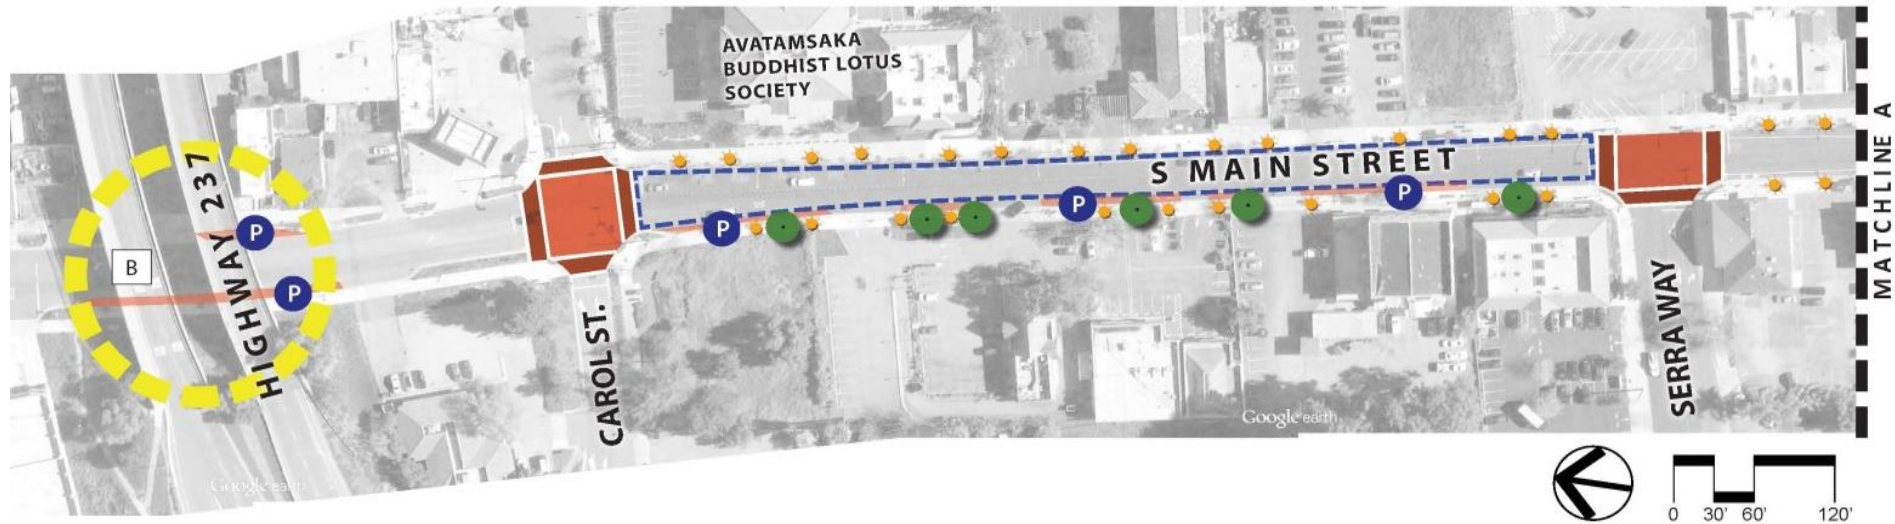 AVATAMSAKA
BUDDHIST LOTUS
SOCIETY
S MAIN STREET
HIGHWAY 237
P
P
B
P
P
P
CAROL ST.
SERRA WAY
MATCHLINE A
Google earth
Google earth
0 30' 60' 120'